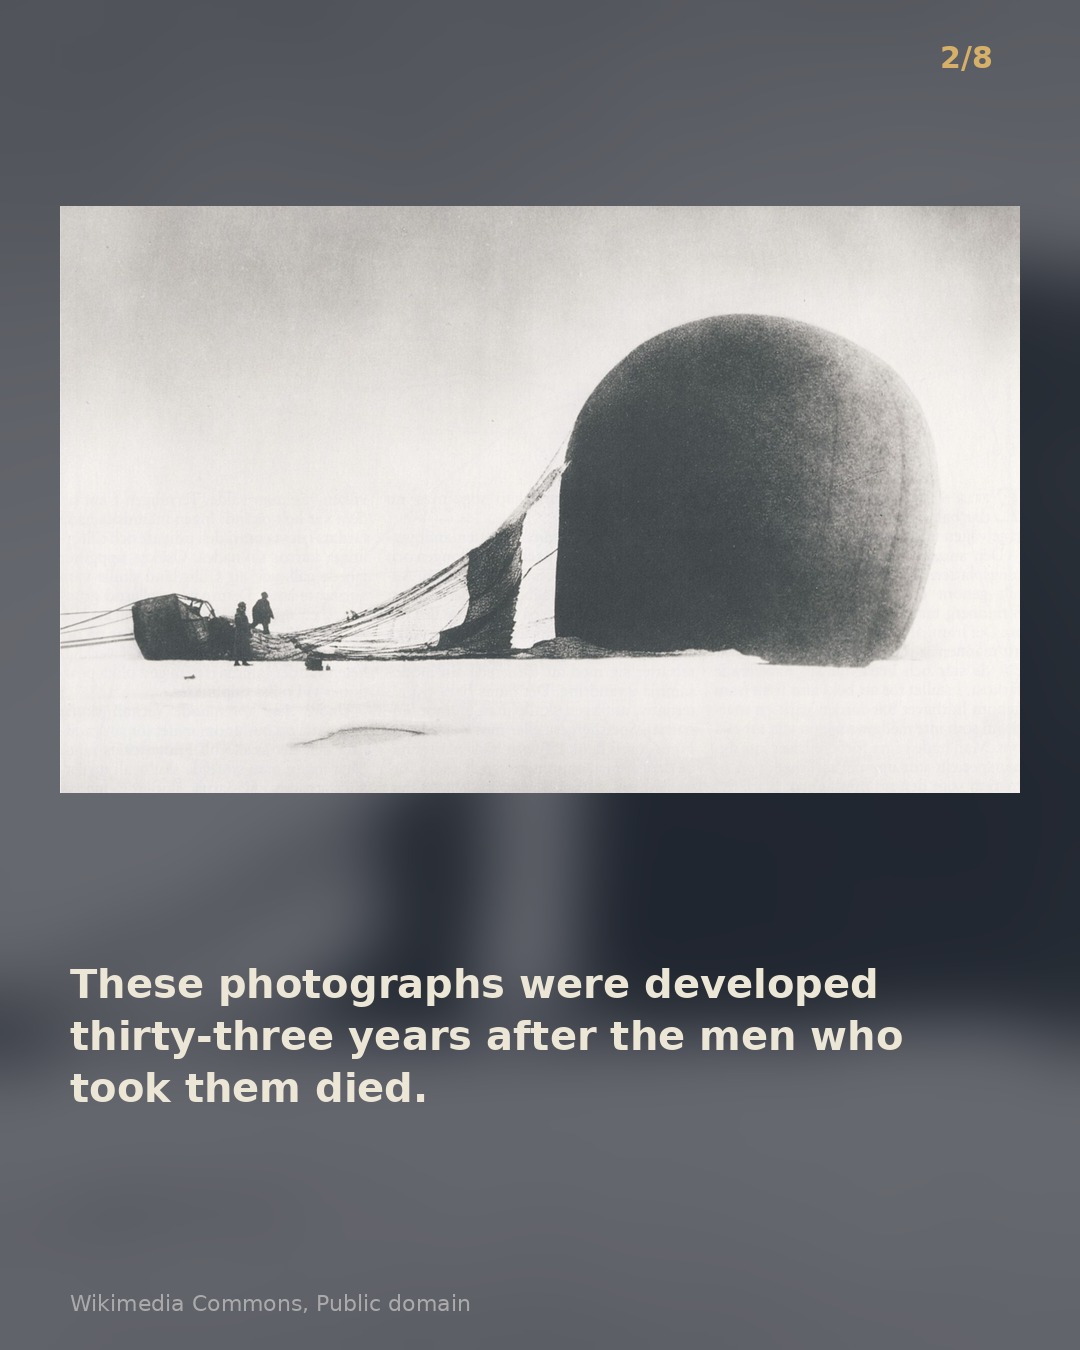 2/8
These photographs were developed
thirty-three years after the men who
took them died.
Wikimedia Commons, Public domain